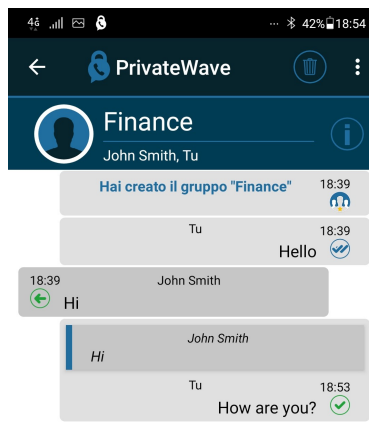 4G ... 42% 18:54
PrivateWave
Finance
John Smith, Tu
Hai creato il gruppo "Finance" 18:39
Tu 18:39
Hello
18:39 John Smith
Hi
John Smith
Hi
Tu 18:53
How are you?